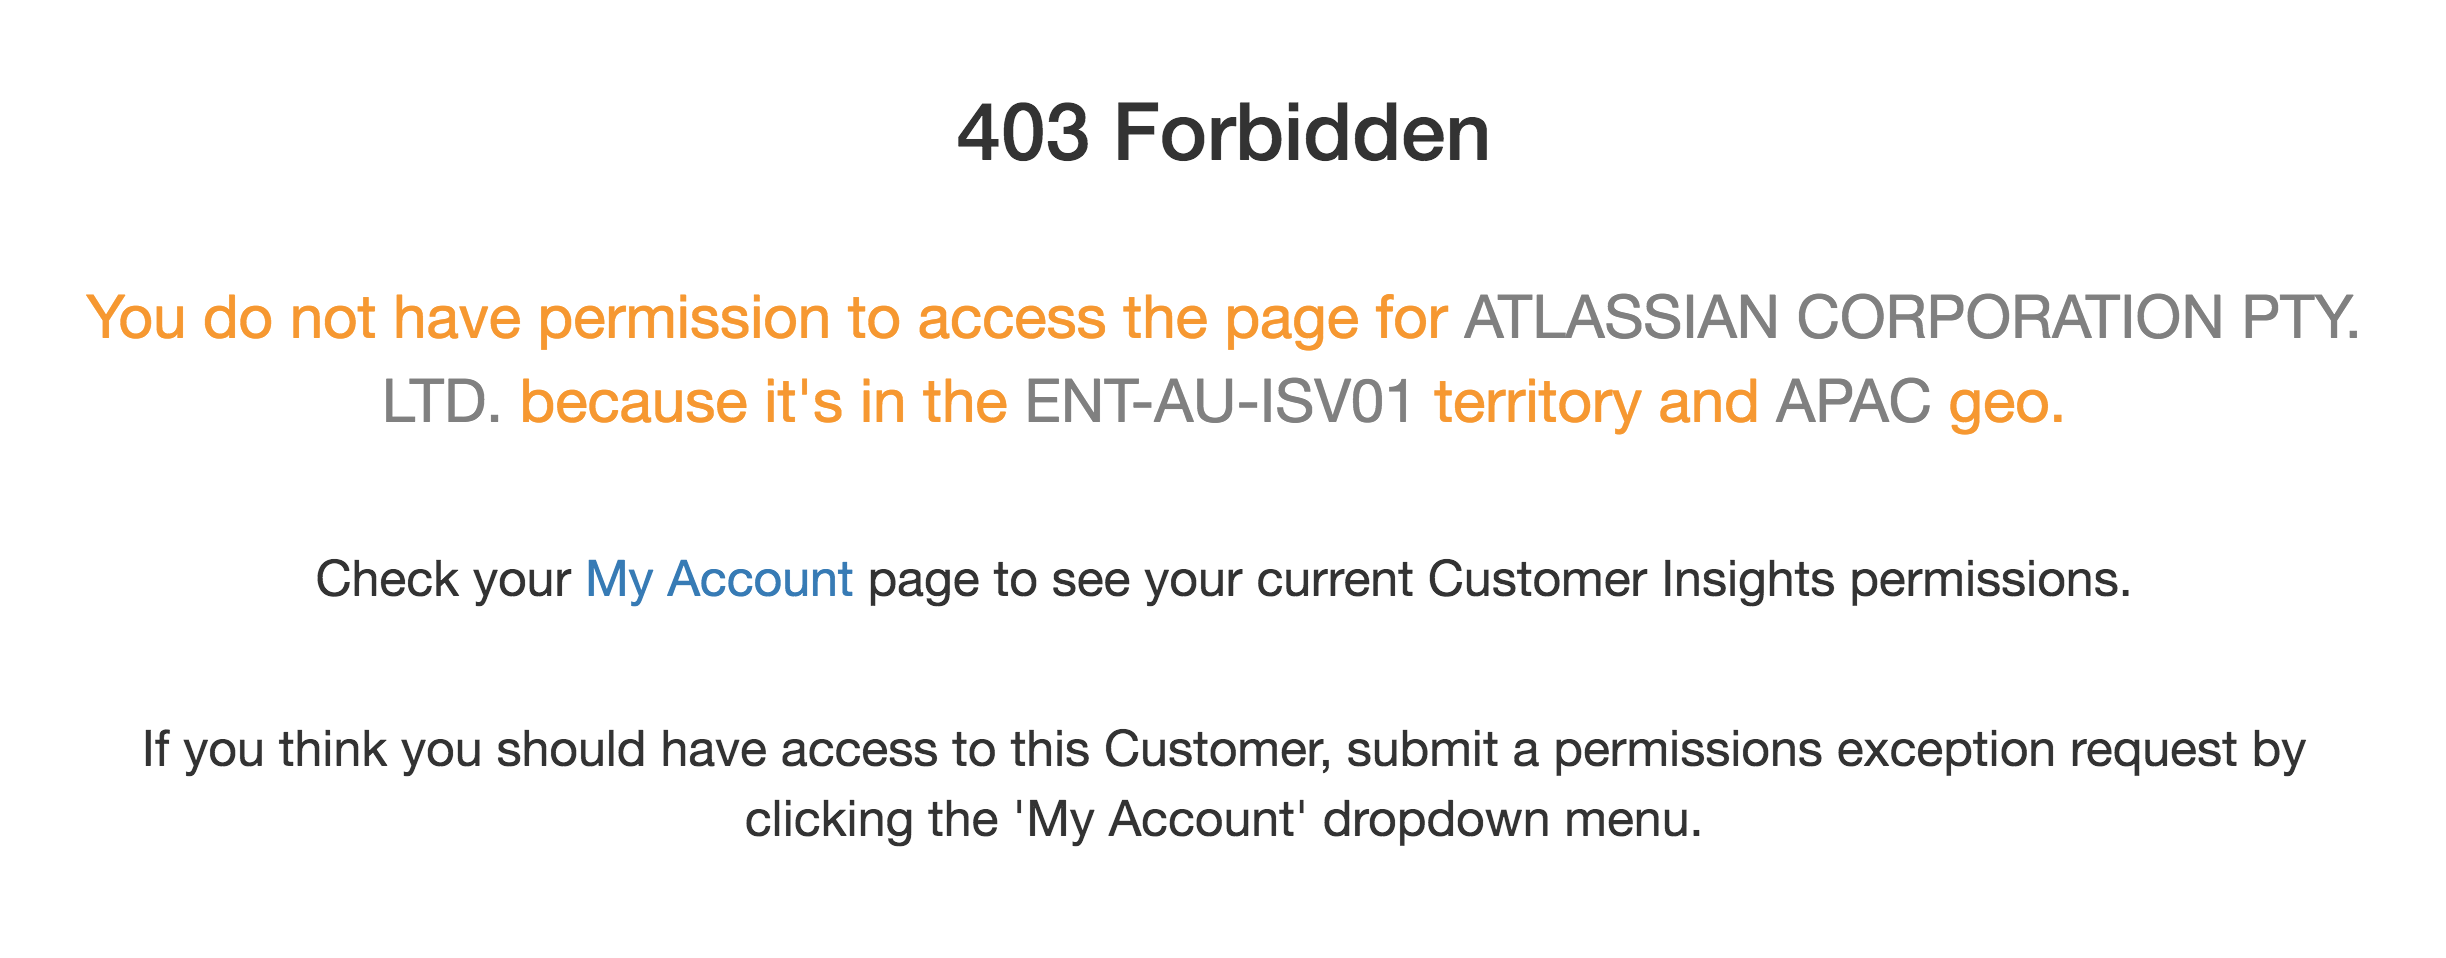 403 Forbidden
You do not have permission to access the page for ATLASSIAN CORPORATION PTY.
LTD. because it's in the ENT-AU-ISV01 territory and APAC geo.
Check your My Account page to see your current Customer Insights permissions.
If you think you should have access to this Customer, submit a permissions exception request by
clicking the 'My Account' dropdown menu.